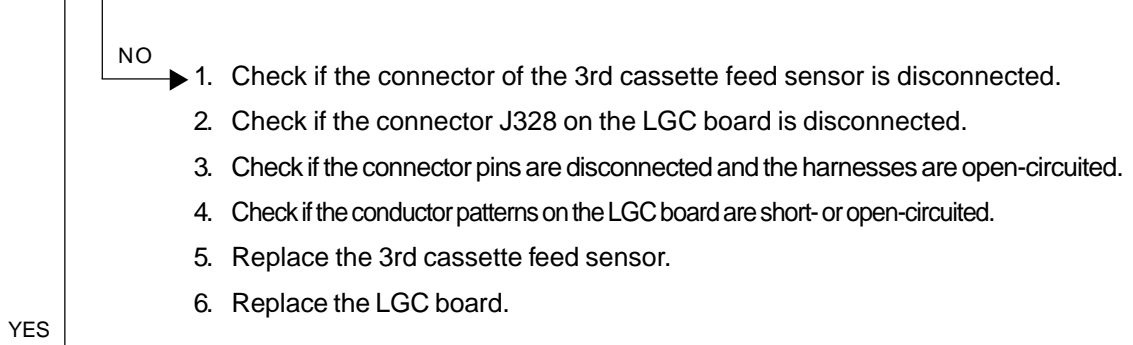 NO
1. Check if the connector of the 3rd cassette feed sensor is disconnected.
2. Check if the connector J328 on the LGC board is disconnected.
3. Check if the connector pins are disconnected and the harnesses are open-circuited.
4. Check if the conductor patterns on the LGC board are short- or open-circuited.
5. Replace the 3rd cassette feed sensor.
6. Replace the LGC board.
YES